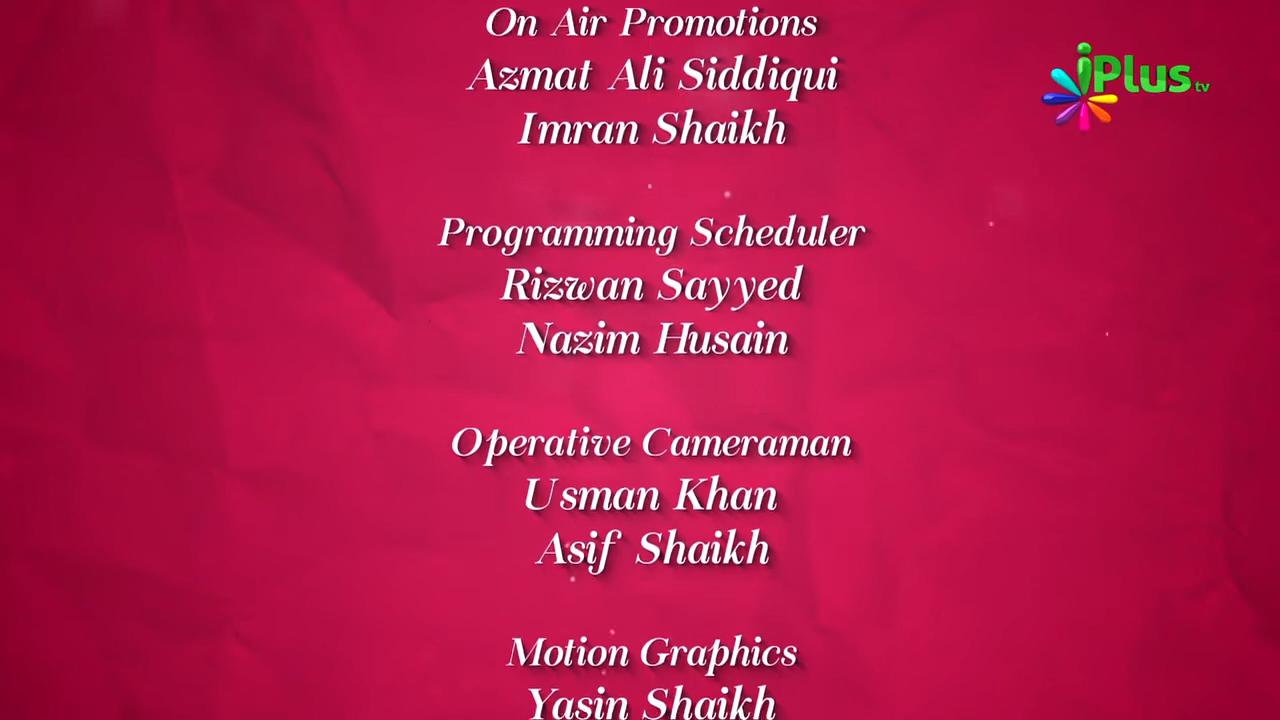 On Air Promotions
Azmat Ali Siddiqui
Imran Shaikh
iPlus tv
Programming Scheduler
Rizwan Sayyed
Nazim Husain
Operative Cameraman
Usman Khan
Asif Shaikh
Motion Graphics
Yasin Shaikh